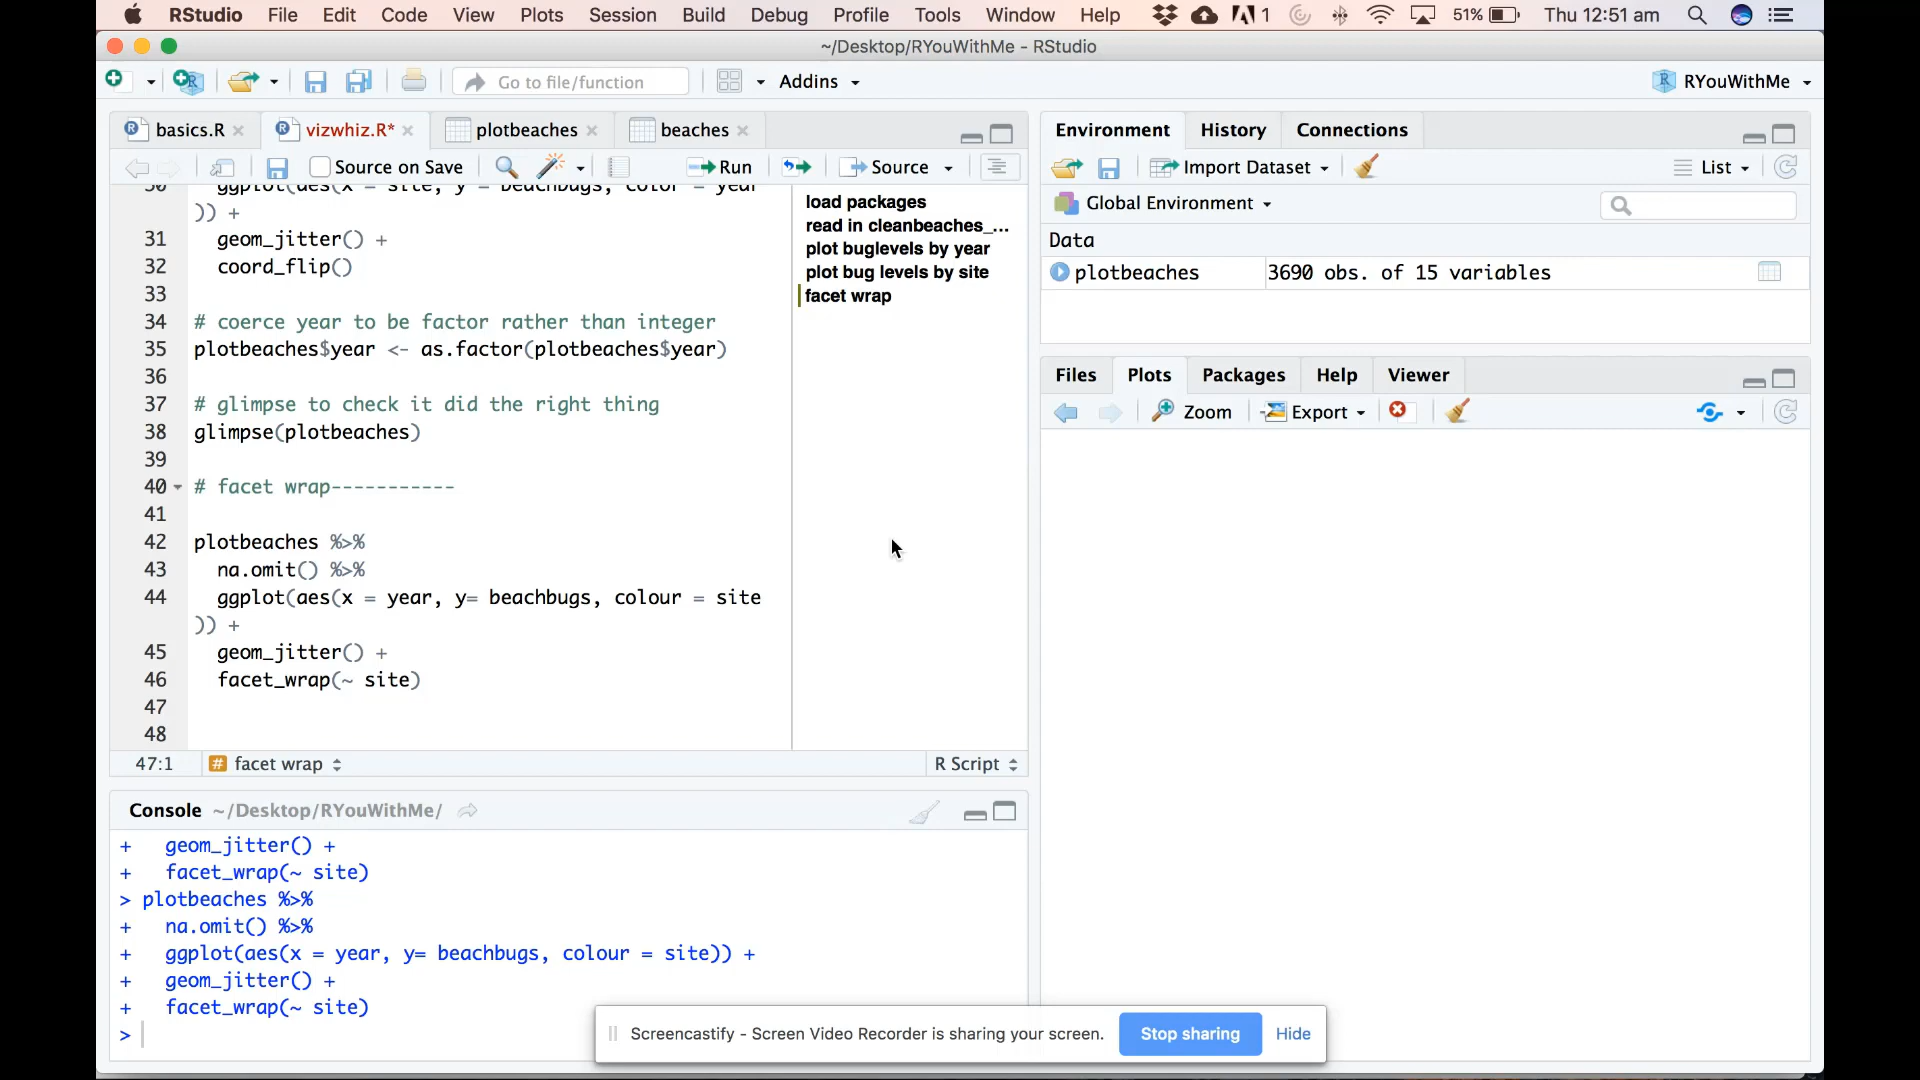 RStudio File Edit Code View Plots Session Build Debug Profile Tools Window Help 1 51% Thu 12:51 am
~/Desktop/RYouWithMe - RStudio
Go to file/function Addins RYouWithMe
basics.R vizwhiz.R* plotbeaches beaches
Source on Save Run Source
30 ggplot(aes(x = site, y = beachbugs, color = year
)) +
31 geom_jitter() +
32 coord_flip()
33
34 # coerce year to be factor rather than integer
35 plotbeaches$year <- as.factor(plotbeaches$year)
36
37 # glimpse to check it did the right thing
38 glimpse(plotbeaches)
39
40 # facet wrap-----------
41
42 plotbeaches %>%
43 na.omit() %>%
44 ggplot(aes(x = year, y= beachbugs, colour = site
)) +
45 geom_jitter() +
46 facet_wrap(~ site)
47
48
load packages
read in cleanbeaches_...
plot buglevels by year
plot bug levels by site
facet wrap
47:1 # facet wrap R Script
Console ~/Desktop/RYouWithMe/
+ geom_jitter() +
+ facet_wrap(~ site)
> plotbeaches %>%
+ na.omit() %>%
+ ggplot(aes(x = year, y= beachbugs, colour = site)) +
+ geom_jitter() +
+ facet_wrap(~ site)
>
Environment History Connections
Import Dataset List
Global Environment
Data
plotbeaches 3690 obs. of 15 variables
Files Plots Packages Help Viewer
Zoom Export
Screencastify - Screen Video Recorder is sharing your screen. Stop sharing Hide